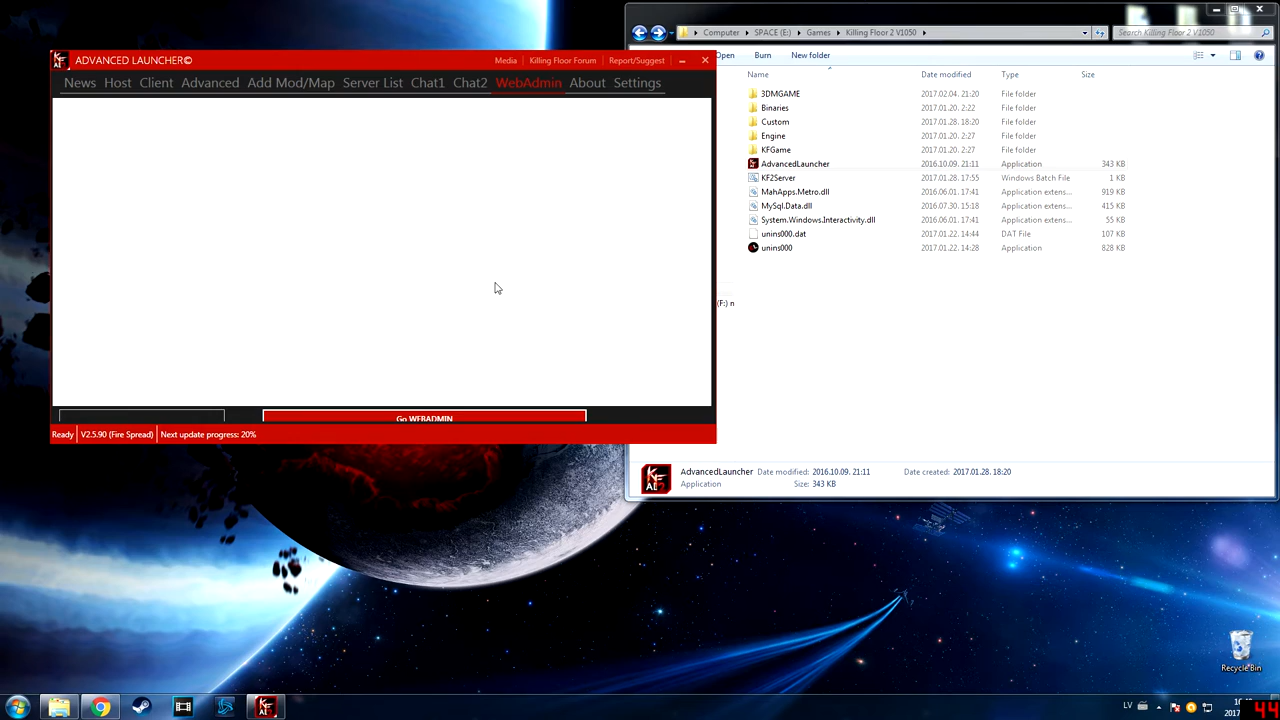 ADVANCED LAUNCHER©
Media
Killing Floor Forum
Report/Suggest
News
Host
Client
Advanced
Add Mod/Map
Server List
Chat1
Chat2
WebAdmin
About
Settings
Go WEBADMIN
Ready
V2.5.90 (Fire Spread)
Next update progress: 20%
Computer
SPACE (E:)
Games
Killing Floor 2 V1050
Search Killing Floor 2 V1050
Open
Burn
New folder
Name
Date modified
Type
Size
3DMGAME 2017.02.04. 21:20 File folder
Binaries 2017.01.20. 2:22 File folder
Custom 2017.01.28. 18:20 File folder
Engine 2017.01.20. 2:27 File folder
KFGame 2017.01.20. 2:27 File folder
AdvancedLauncher 2016.10.09. 21:11 Application 343 KB
KF2Server 2017.01.28. 17:55 Windows Batch File 1 KB
MahApps.Metro.dll 2016.06.01. 17:41 Application extens... 919 KB
MySql.Data.dll 2016.07.30. 15:18 Application extens... 415 KB
System.Windows.Interactivity.dll 2016.06.01. 17:41 Application extens... 55 KB
unins000.dat 2017.01.22. 14:44 DAT File 107 KB
unins000 2017.01.22. 14:28 Application 828 KB
(F:) n
AdvancedLauncher Date modified: 2016.10.09. 21:11 Date created: 2017.01.28. 18:20
Application Size: 343 KB
Recycle Bin
LV
44